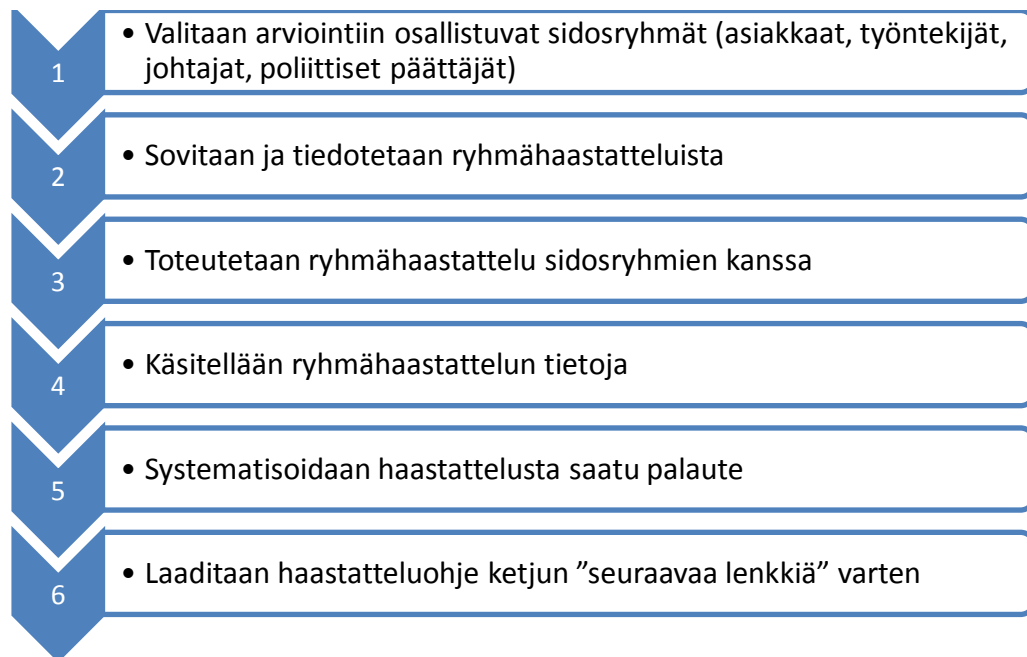 1
• Valitaan arviointiin osallistuvat sidosryhmät (asiakkaat, työntekijät,
johtajat, poliittiset päättäjät)
2
• Sovitaan ja tiedotetaan ryhmähaastatteluista
3
• Toteutetaan ryhmähaastattelu sidosryhmien kanssa
4
• Käsitellään ryhmähaastattelun tietoja
5
• Systematisoidaan haastattelusta saatu palaute
6
• Laaditaan haastatteluohje ketjun ”seuraavaa lenkkiä” varten